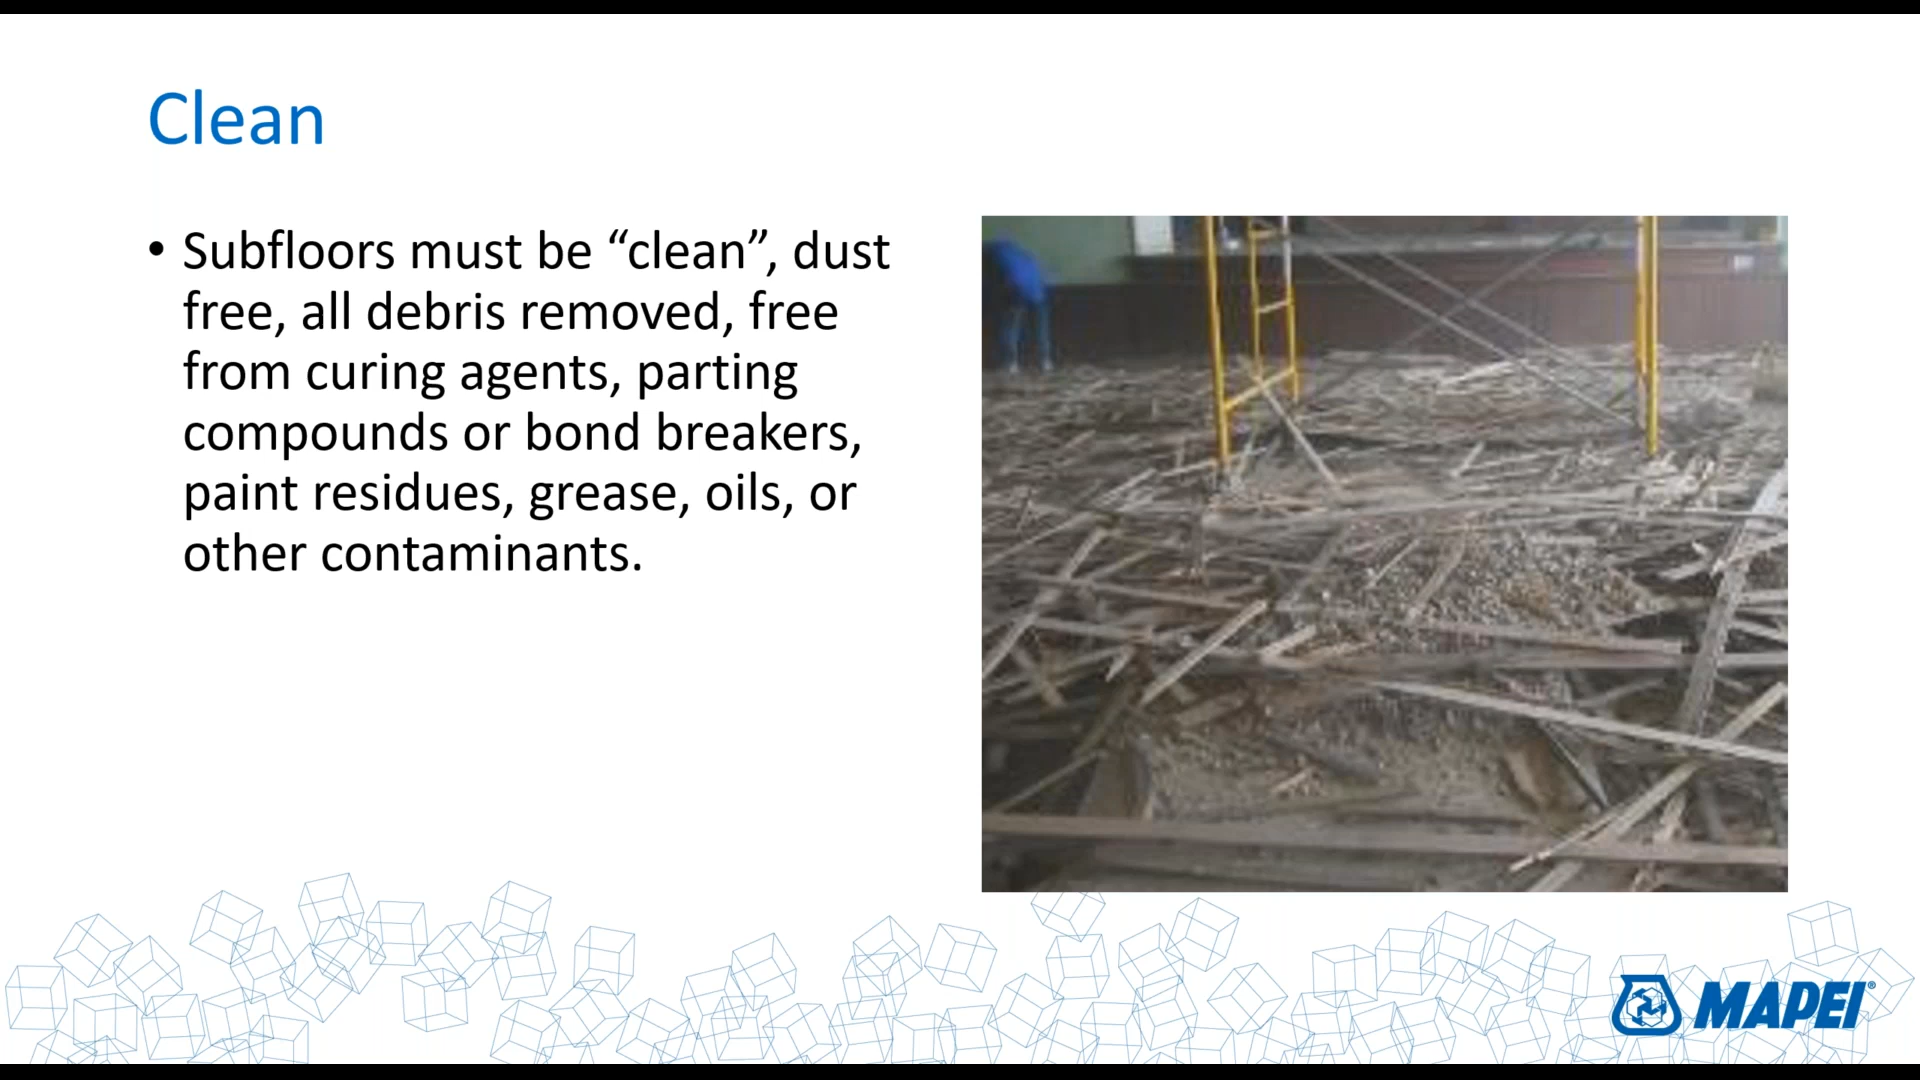 Clean
• Subfloors must be “clean”, dust
free, all debris removed, free
from curing agents, parting
compounds or bond breakers,
paint residues, grease, oils, or
other contaminants.
MAPEI®